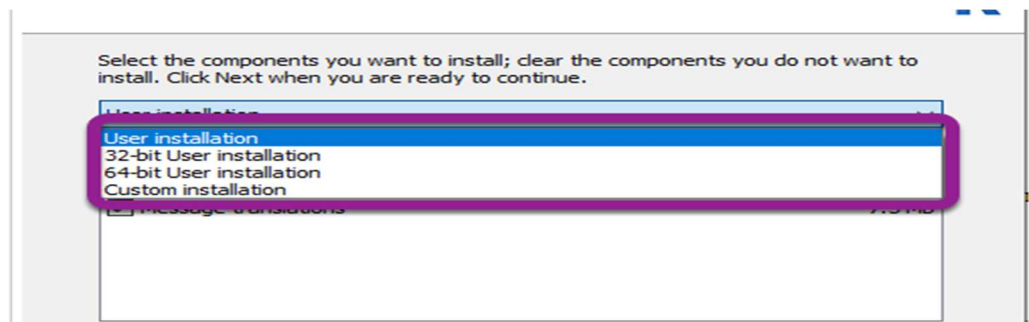 Select the components you want to install; clear the components you do not want to
install. Click Next when you are ready to continue.
User installation
User installation
32-bit User installation
64-bit User installation
Custom installation
Message translations